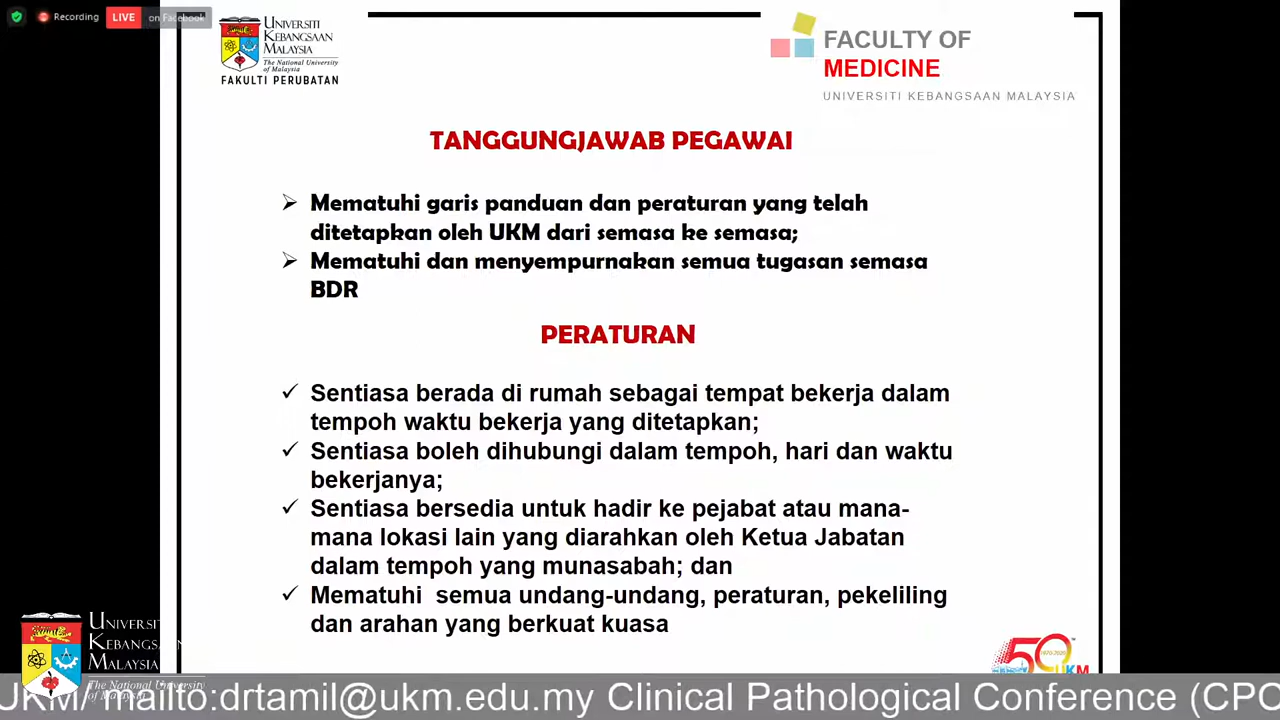 Recording
LIVE
on Facebook
UNIVERSITI
KEBANGSAAN
MALAYSIA
The National University
of Malaysia
FAKULTI PERUBATAN
FACULTY OF
MEDICINE
UNIVERSITI KEBANGSAAN MALAYSIA
TANGGUNGJAWAB PEGAWAI
Mematuhi garis panduan dan peraturan yang telah
ditetapkan oleh UKM dari semasa ke semasa;
Mematuhi dan menyempurnakan semua tugasan semasa
BDR
PERATURAN
Sentiasa berada di rumah sebagai tempat bekerja dalam
tempoh waktu bekerja yang ditetapkan;
Sentiasa boleh dihubungi dalam tempoh, hari dan waktu
bekerjanya;
Sentiasa bersedia untuk hadir ke pejabat atau mana-
mana lokasi lain yang diarahkan oleh Ketua Jabatan
dalam tempoh yang munasabah; dan
Mematuhi semua undang-undang, peraturan, pekeliling
dan arahan yang berkuat kuasa
UNIVERSITI
KEBANGSAAN
MALAYSIA
The National University
50
UKM
UKM/ mailto:drtamil@ukm.edu.my Clinical Pathological Conference (CPC